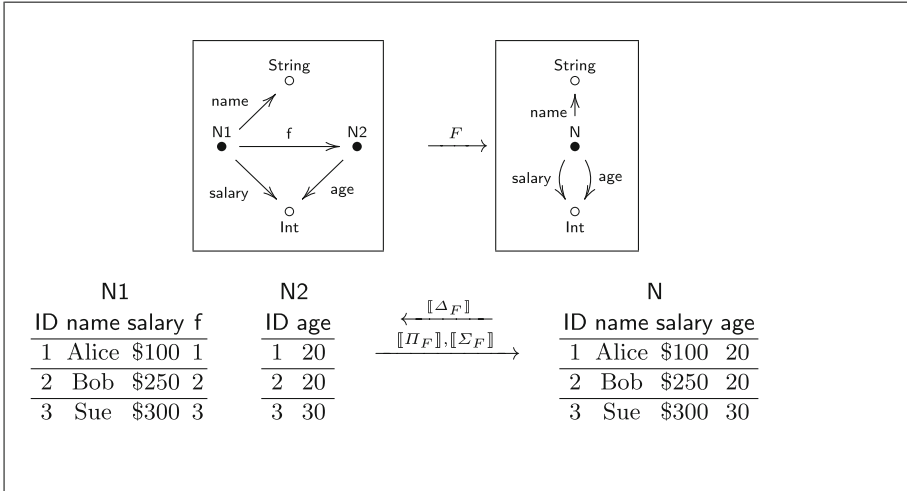 String String
name name
N1 f N2 F N
salary age salary age
Int Int
N1 N2 N
⟦Δ_F⟧
ID name salary f ID age ID name salary age
⟦Π_F⟧,⟦Σ_F⟧
1 Alice $100 1 1 20 1 Alice $100 20
2 Bob $250 2 2 20 2 Bob $250 20
3 Sue $300 3 3 30 3 Sue $300 30